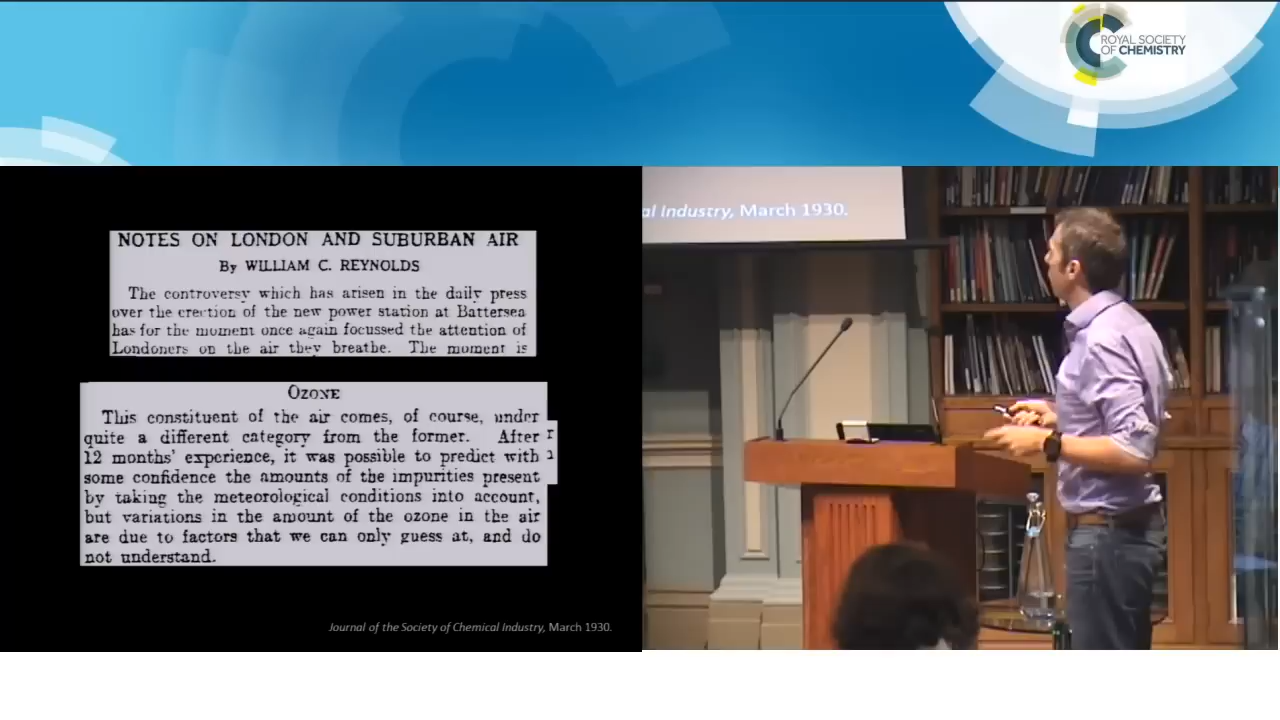 ROYAL SOCIETY
OF CHEMISTRY
NOTES ON LONDON AND SUBURBAN AIR
By WILLIAM C. REYNOLDS
The controversy which has arisen in the daily press
over the erection of the new power station at Battersea
has for the moment once again focussed the attention of
Londoners on the air they breathe. The moment is
OZONE
This constituent of the air comes, of course, under
quite a different category from the former. After
12 months' experience, it was possible to predict with
some confidence the amounts of the impurities present
by taking the meteorological conditions into account,
but variations in the amount of the ozone in the air
are due to factors that we can only guess at, and do
not understand.
Journal of the Society of Chemical Industry, March 1930.
al Industry, March 1930.